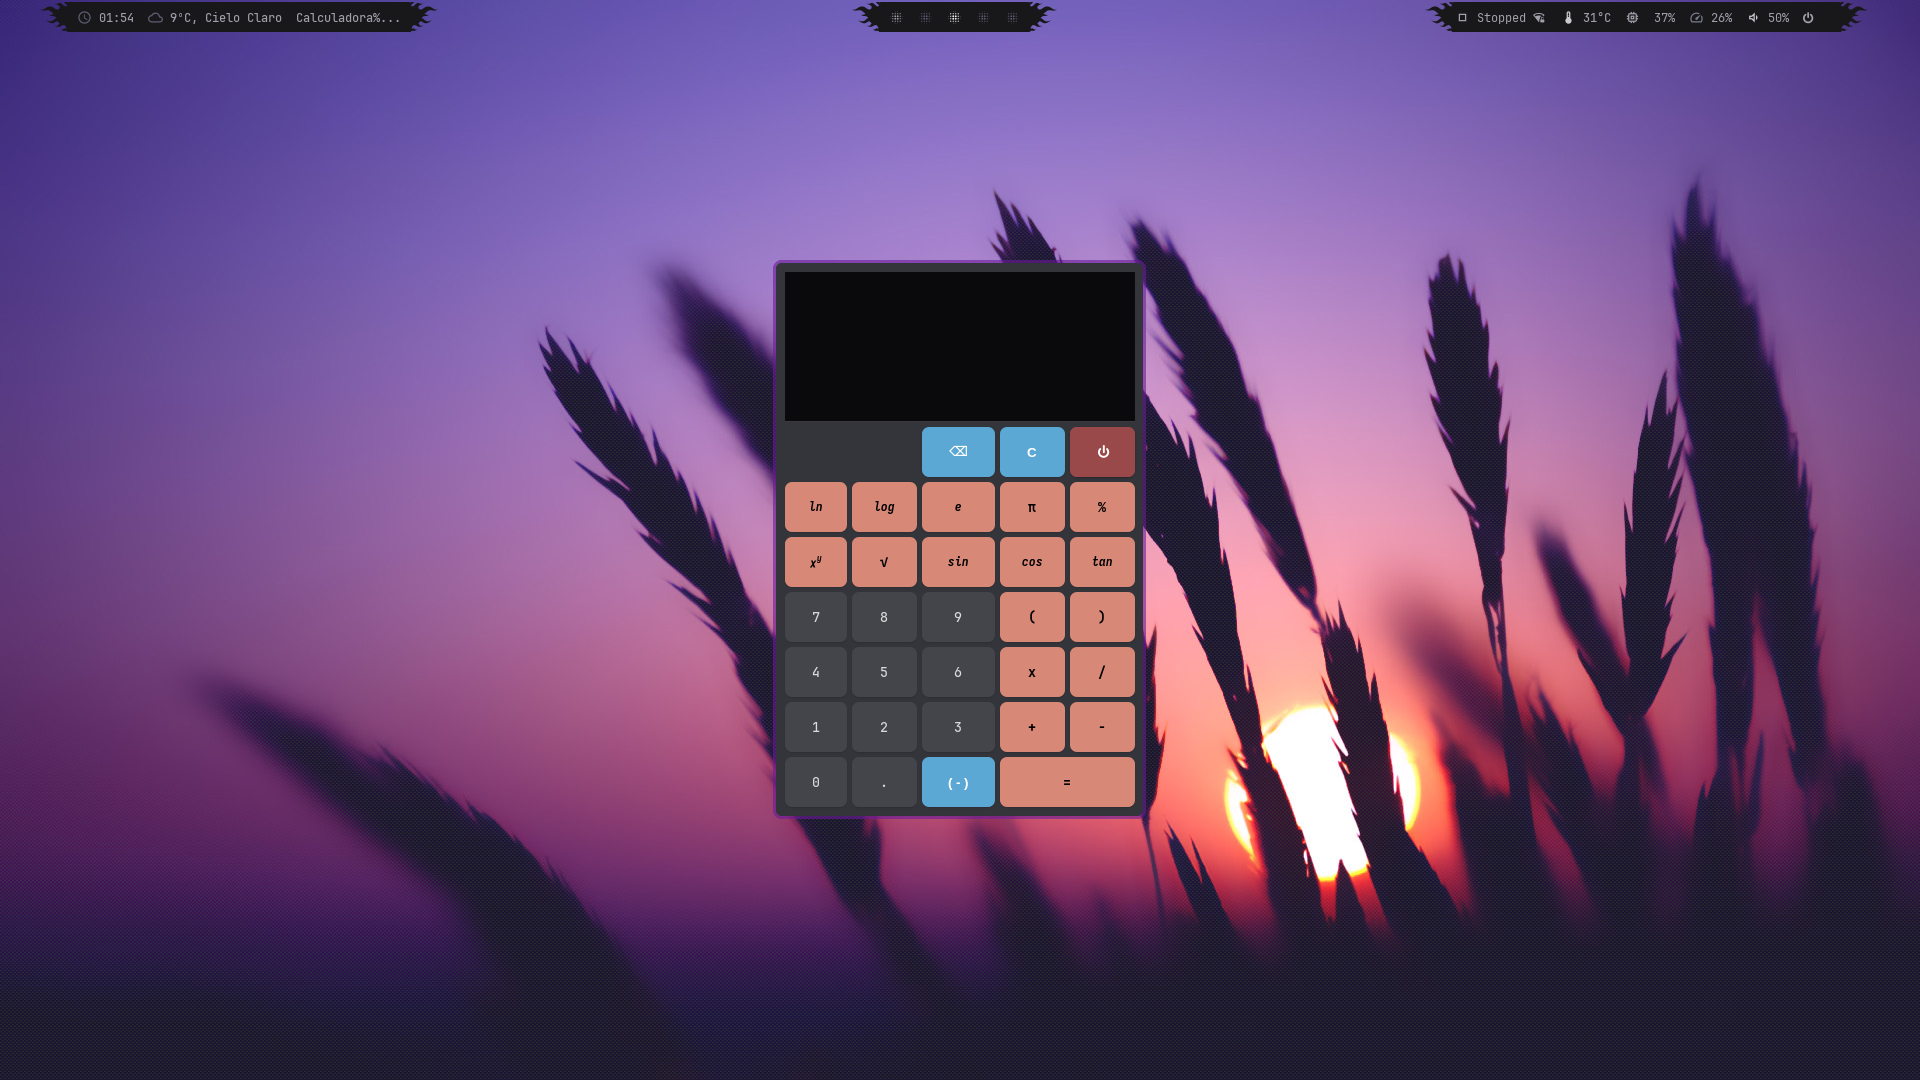 01:54 9°C, Cielo Claro Calculadora%...
Stopped 31°C 37% 26% 50%
⌫ C ⏻
ln log e π %
xʸ √ sin cos tan
7 8 9 ( )
4 5 6 x /
1 2 3 + -
0 . (-) =